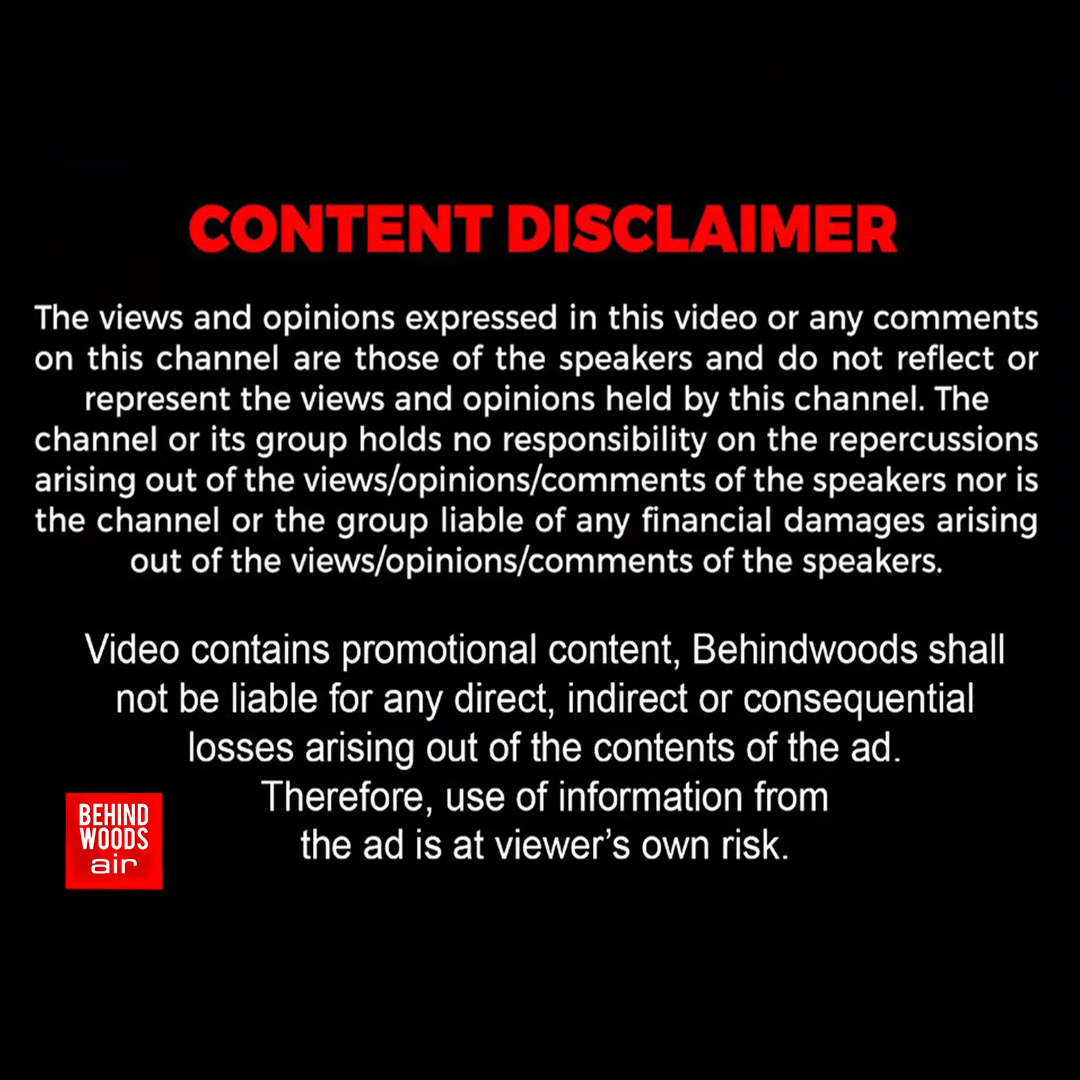 CONTENT DISCLAIMER
The views and opinions expressed in this video or any comments
on this channel are those of the speakers and do not reflect or
represent the views and opinions held by this channel. The
channel or its group holds no responsibility on the repercussions
arising out of the views/opinions/comments of the speakers nor is
the channel or the group liable of any financial damages arising
out of the views/opinions/comments of the speakers.
Video contains promotional content, Behindwoods shall
not be liable for any direct, indirect or consequential
losses arising out of the contents of the ad.
Therefore, use of information from
the ad is at viewer’s own risk.
BEHIND
WOODS
air